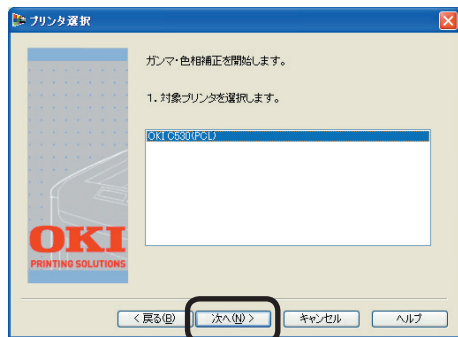 プリンタ選択
ガンマ・色相補正を開始します。
1. 対象プリンタを選択します。
OKI C530(PCL)
OKI
PRINTING SOLUTIONS
< 戻る(B)
次へ(N) >
キャンセル
ヘルプ